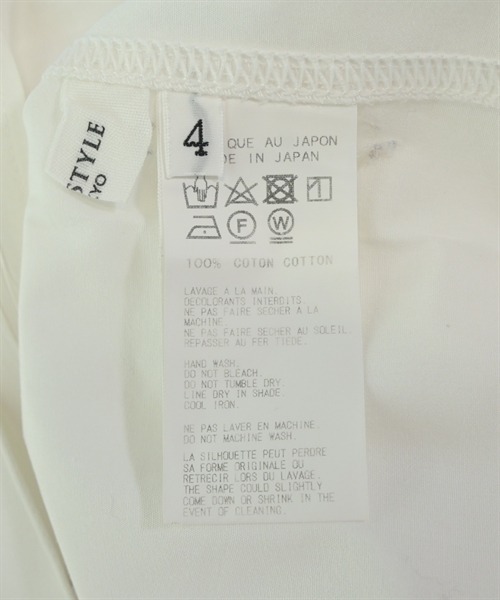 STYLE
YO
4
QUE AU JAPON
DE IN JAPAN
F
W
100% COTON COTTON
LAVAGE A LA MAIN.
DECOLORANTS INTERDITS.
NE PAS FAIRE SECHER A LA
MACHINE.
NE PAS FAIRE SECHER AU SOLEIL.
REPASSER AU FER TIEDE.
HAND WASH.
DO NOT BLEACH.
DO NOT TUMBLE DRY.
LINE DRY IN SHADE.
COOL IRON.
NE PAS LAVER EN MACHINE.
DO NOT MACHINE WASH.
LA SILHOUETTE PEUT PERDRE
SA FORME ORIGINALE OU
RETRECIR LORS DU LAVAGE.
THE SHAPE COULD SLIGHTLY
COME DOWN OR SHRINK IN THE
EVENT OF CLEANING.